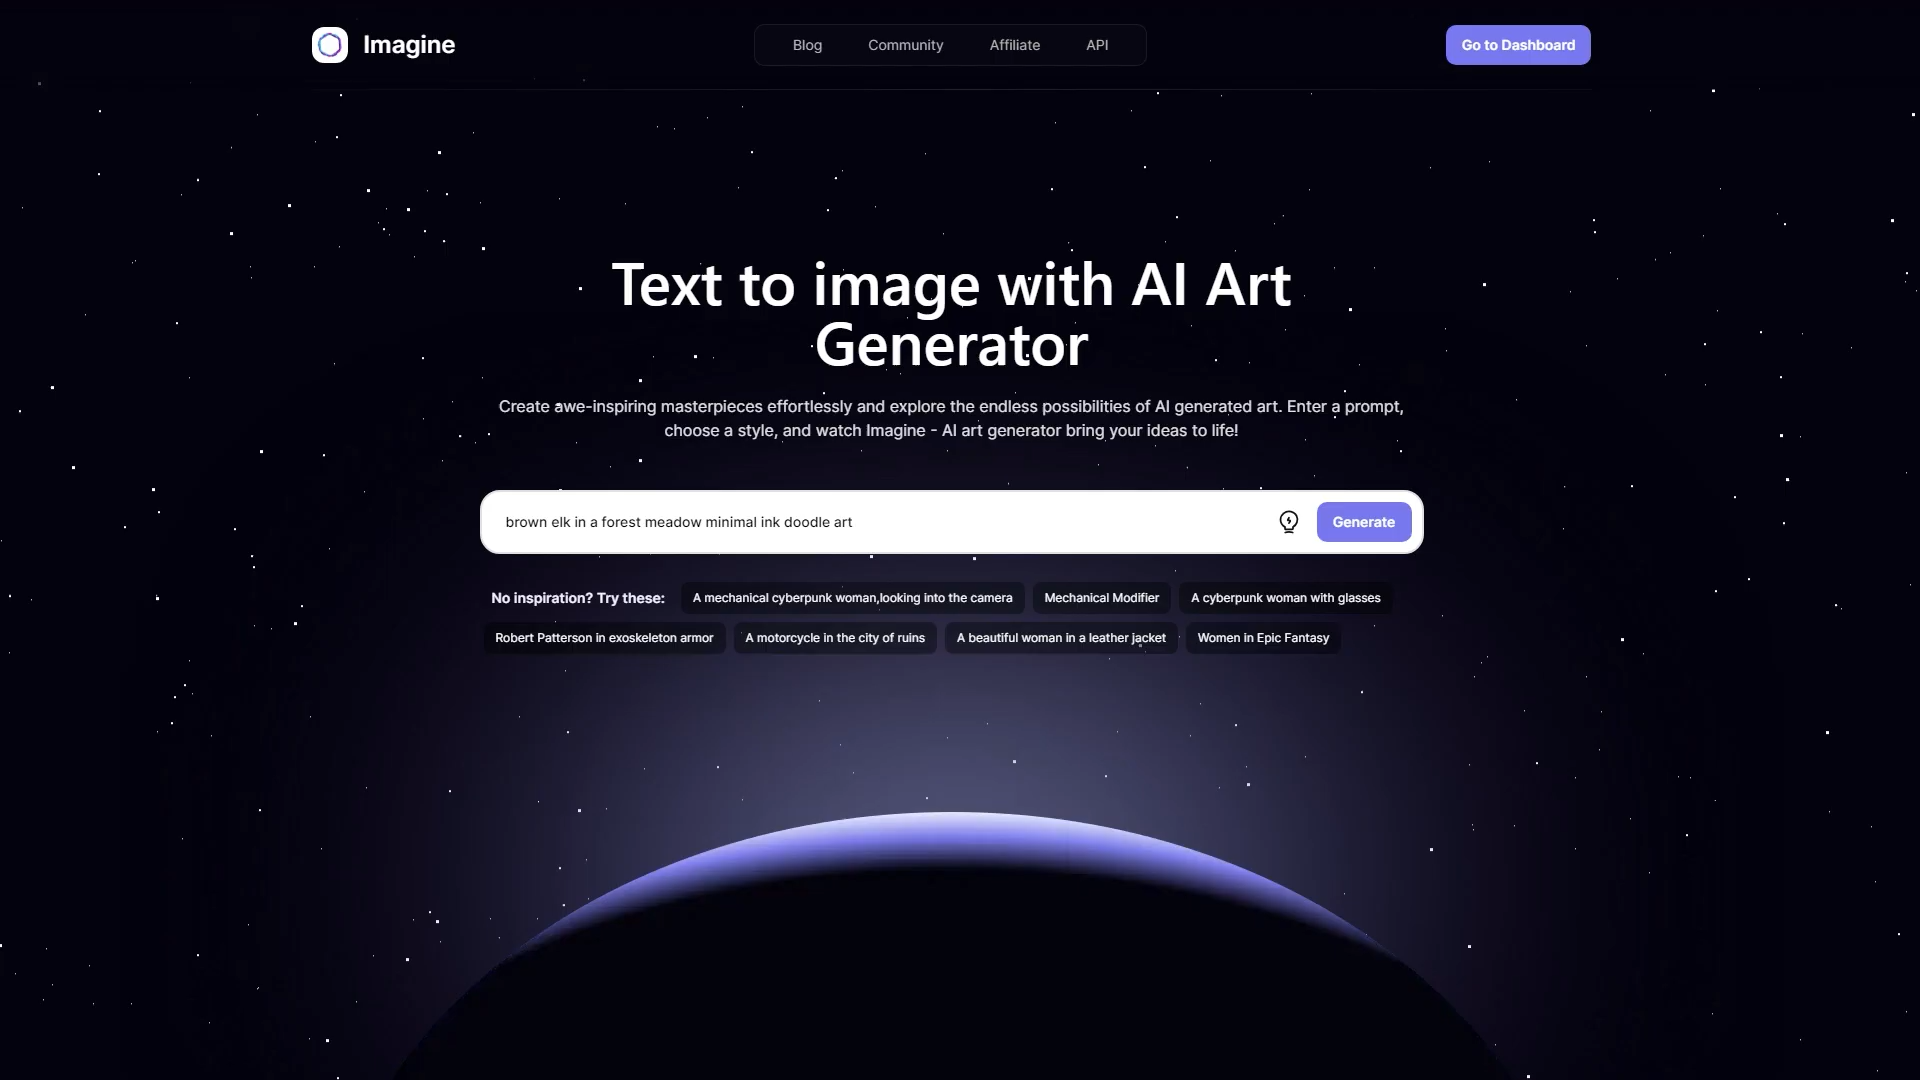 Imagine
Blog Community Affiliate API
Go to Dashboard
Text to image with AI Art
Generator
Create awe-inspiring masterpieces effortlessly and explore the endless possibilities of AI generated art. Enter a prompt,
choose a style, and watch Imagine - AI art generator bring your ideas to life!
brown elk in a forest meadow minimal ink doodle art
Generate
No inspiration? Try these: A mechanical cyberpunk woman,looking into the camera Mechanical Modifier A cyberpunk woman with glasses
Robert Patterson in exoskeleton armor A motorcycle in the city of ruins A beautiful woman in a leather jacket Women in Epic Fantasy